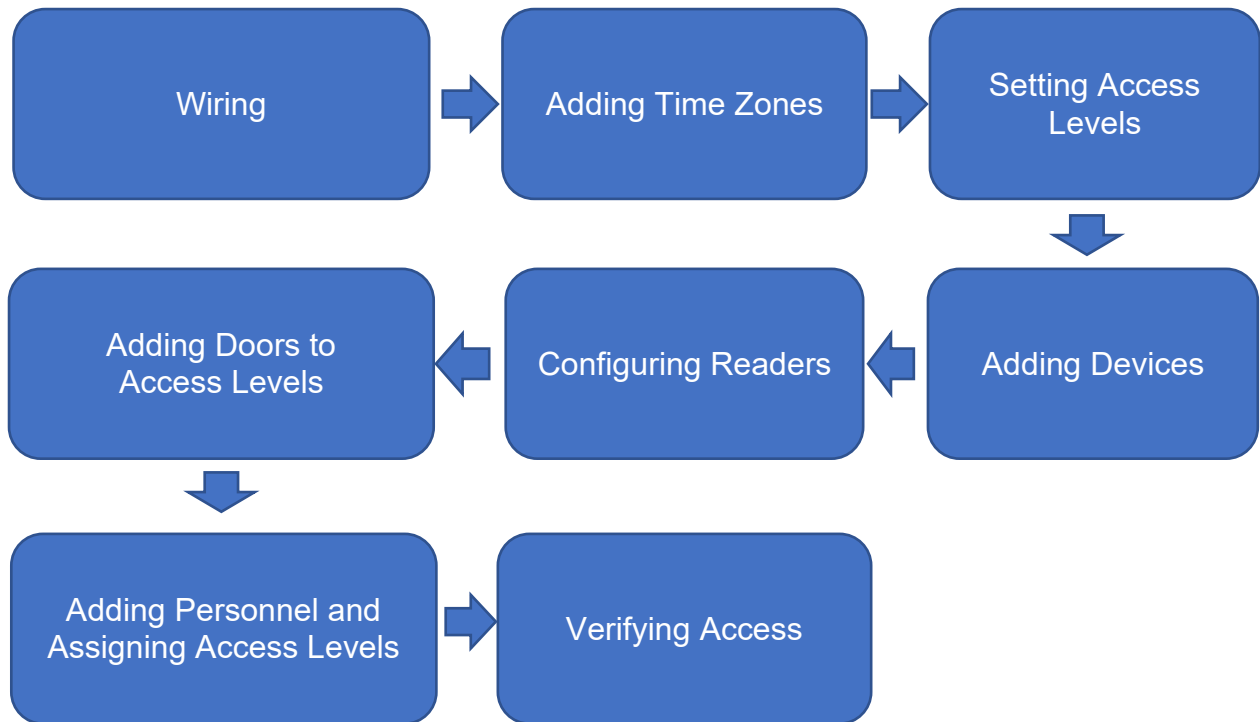 Wiring
Adding Time Zones
Setting Access
Levels
Adding Devices
Configuring Readers
Adding Doors to
Access Levels
Adding Personnel and
Assigning Access Levels
Verifying Access